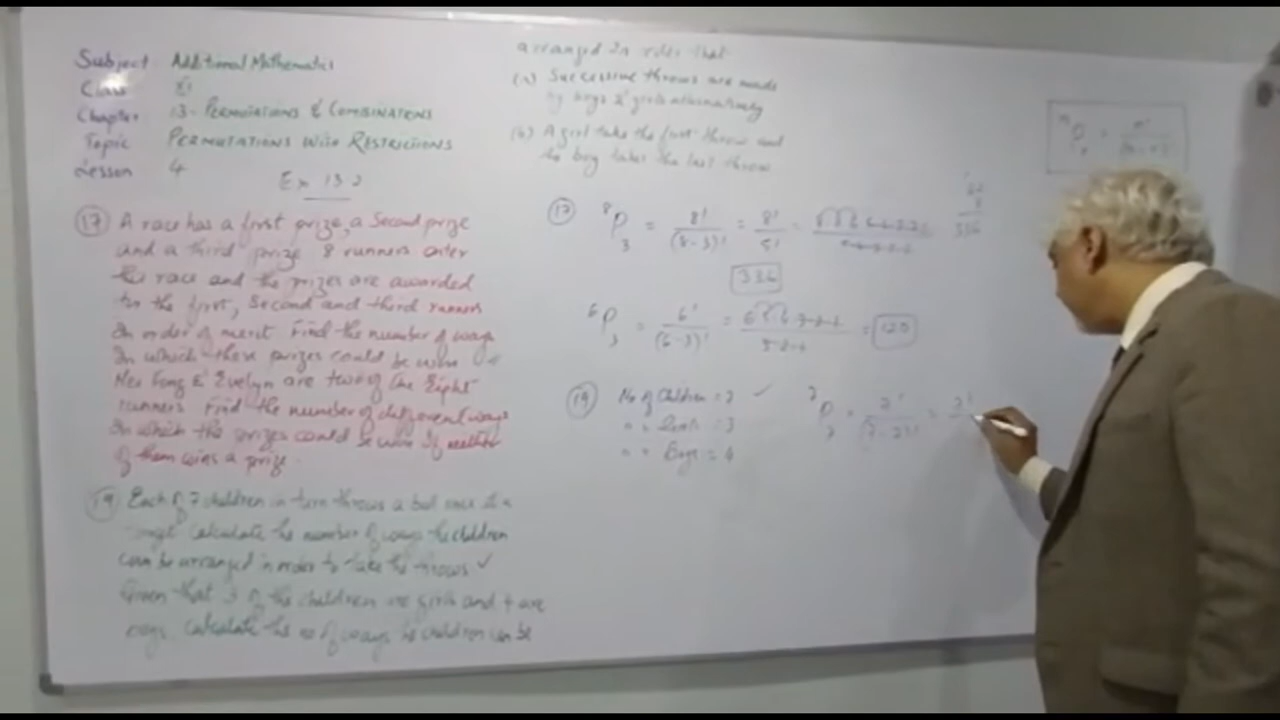 Subject Additional Mathematics
Class XI
Chapter 13- PERMUTATIONS & COMBINATIONS
Topic PERMUTATIONS WITH RESTRICTIONS
Lesson 4
Ex 13.2
(17) A race has a first prize, a Second prize
and a third prize 8 runners enter
the race and the prizes are awarded
to the first, Second and third runners
in order of merit Find the number of ways
in which these prizes could be won
Evelyn are two of the Eight
runners Find the number of different ways
in which the prizes could be won if neither
of them wins a prize.
(19) Each of 7 children in turn throws a ball once at a
target Calculate the number of ways the children
can be arranged in order to take the throws ✓
Given that 3 of the children are girls and 4 are
boys Calculate the no of ways the children can be
arranged in order that
(a) Successive throws are made
by boys & girls alternatively
(b) A girl take the first throw and
a boy takes the last throw
(17) 8P3 = 8! / (8-3)! = 8! / 5! =
336
6P3 = 6! / (6-3)! = = 120
(19) No of Children = 7 ✓
" " Girls = 3
" " Boys = 4
7P7 = 7! / (7-7)! = 7!